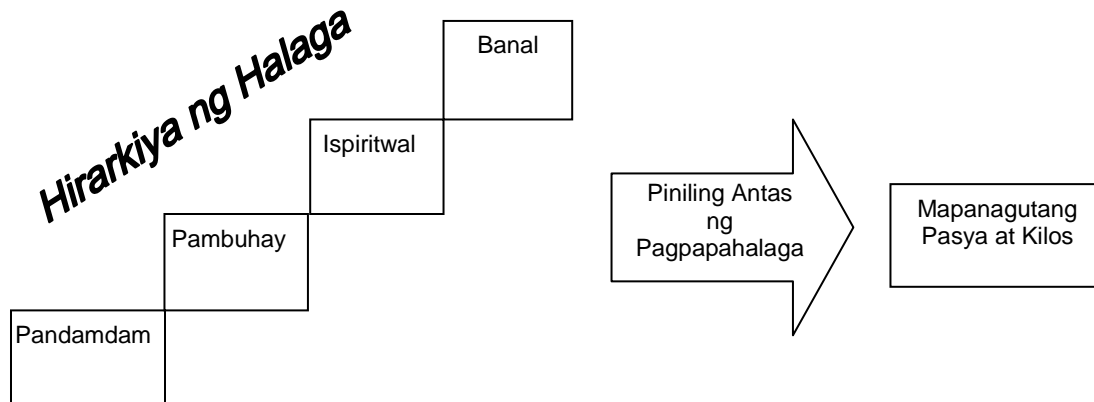 Hirarkiya ng Halaga
Banal
Ispiritwal
Pambuhay
Pandamdam
Piniling Antas
ng
Pagpapahalaga
Mapanagutang
Pasya at Kilos